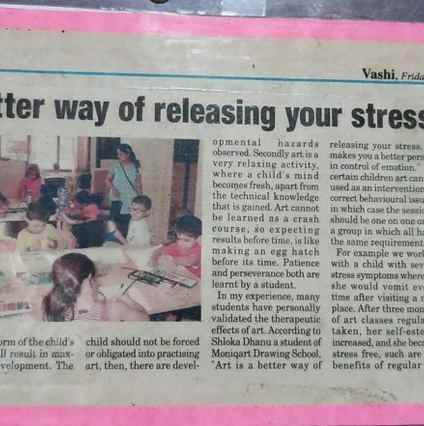 Vashi, Frida
tter way of releasing your stress
orm of the child's
ll result in max-
velopment. The
child should not be forced
or obligated into practising
art, then, there are devel-
opmental hazards
observed. Secondly art is a
very relaxing activity,
where a child's mind
becomes fresh, apart from
the technical knowledge
that is gained. Art cannot
be learned as a crash
course, so expecting
results before time, is like
making an egg hatch
before its time. Patience
and perseverance both are
learnt by a student.
In my experience, many
students have personally
validated the therapeutic
effects of art. According to
Shloka Dhanu a student of
Moniqart Drawing School,
"Art is a better way of
releasing your stress.
makes you a better pers
in control of emotion."
certain children art can
used as an intervention
correct behavioural issu
in which case the sessio
should be one on one or
a group in which all ha
the same requirement
For example we work
with a child with sev
stress symptoms where
she would vomit eve
time after visiting a n
place. After three mon
of art classes regula
taken, her self-este
increased, and she beca
stress free, such are
benefits of regular